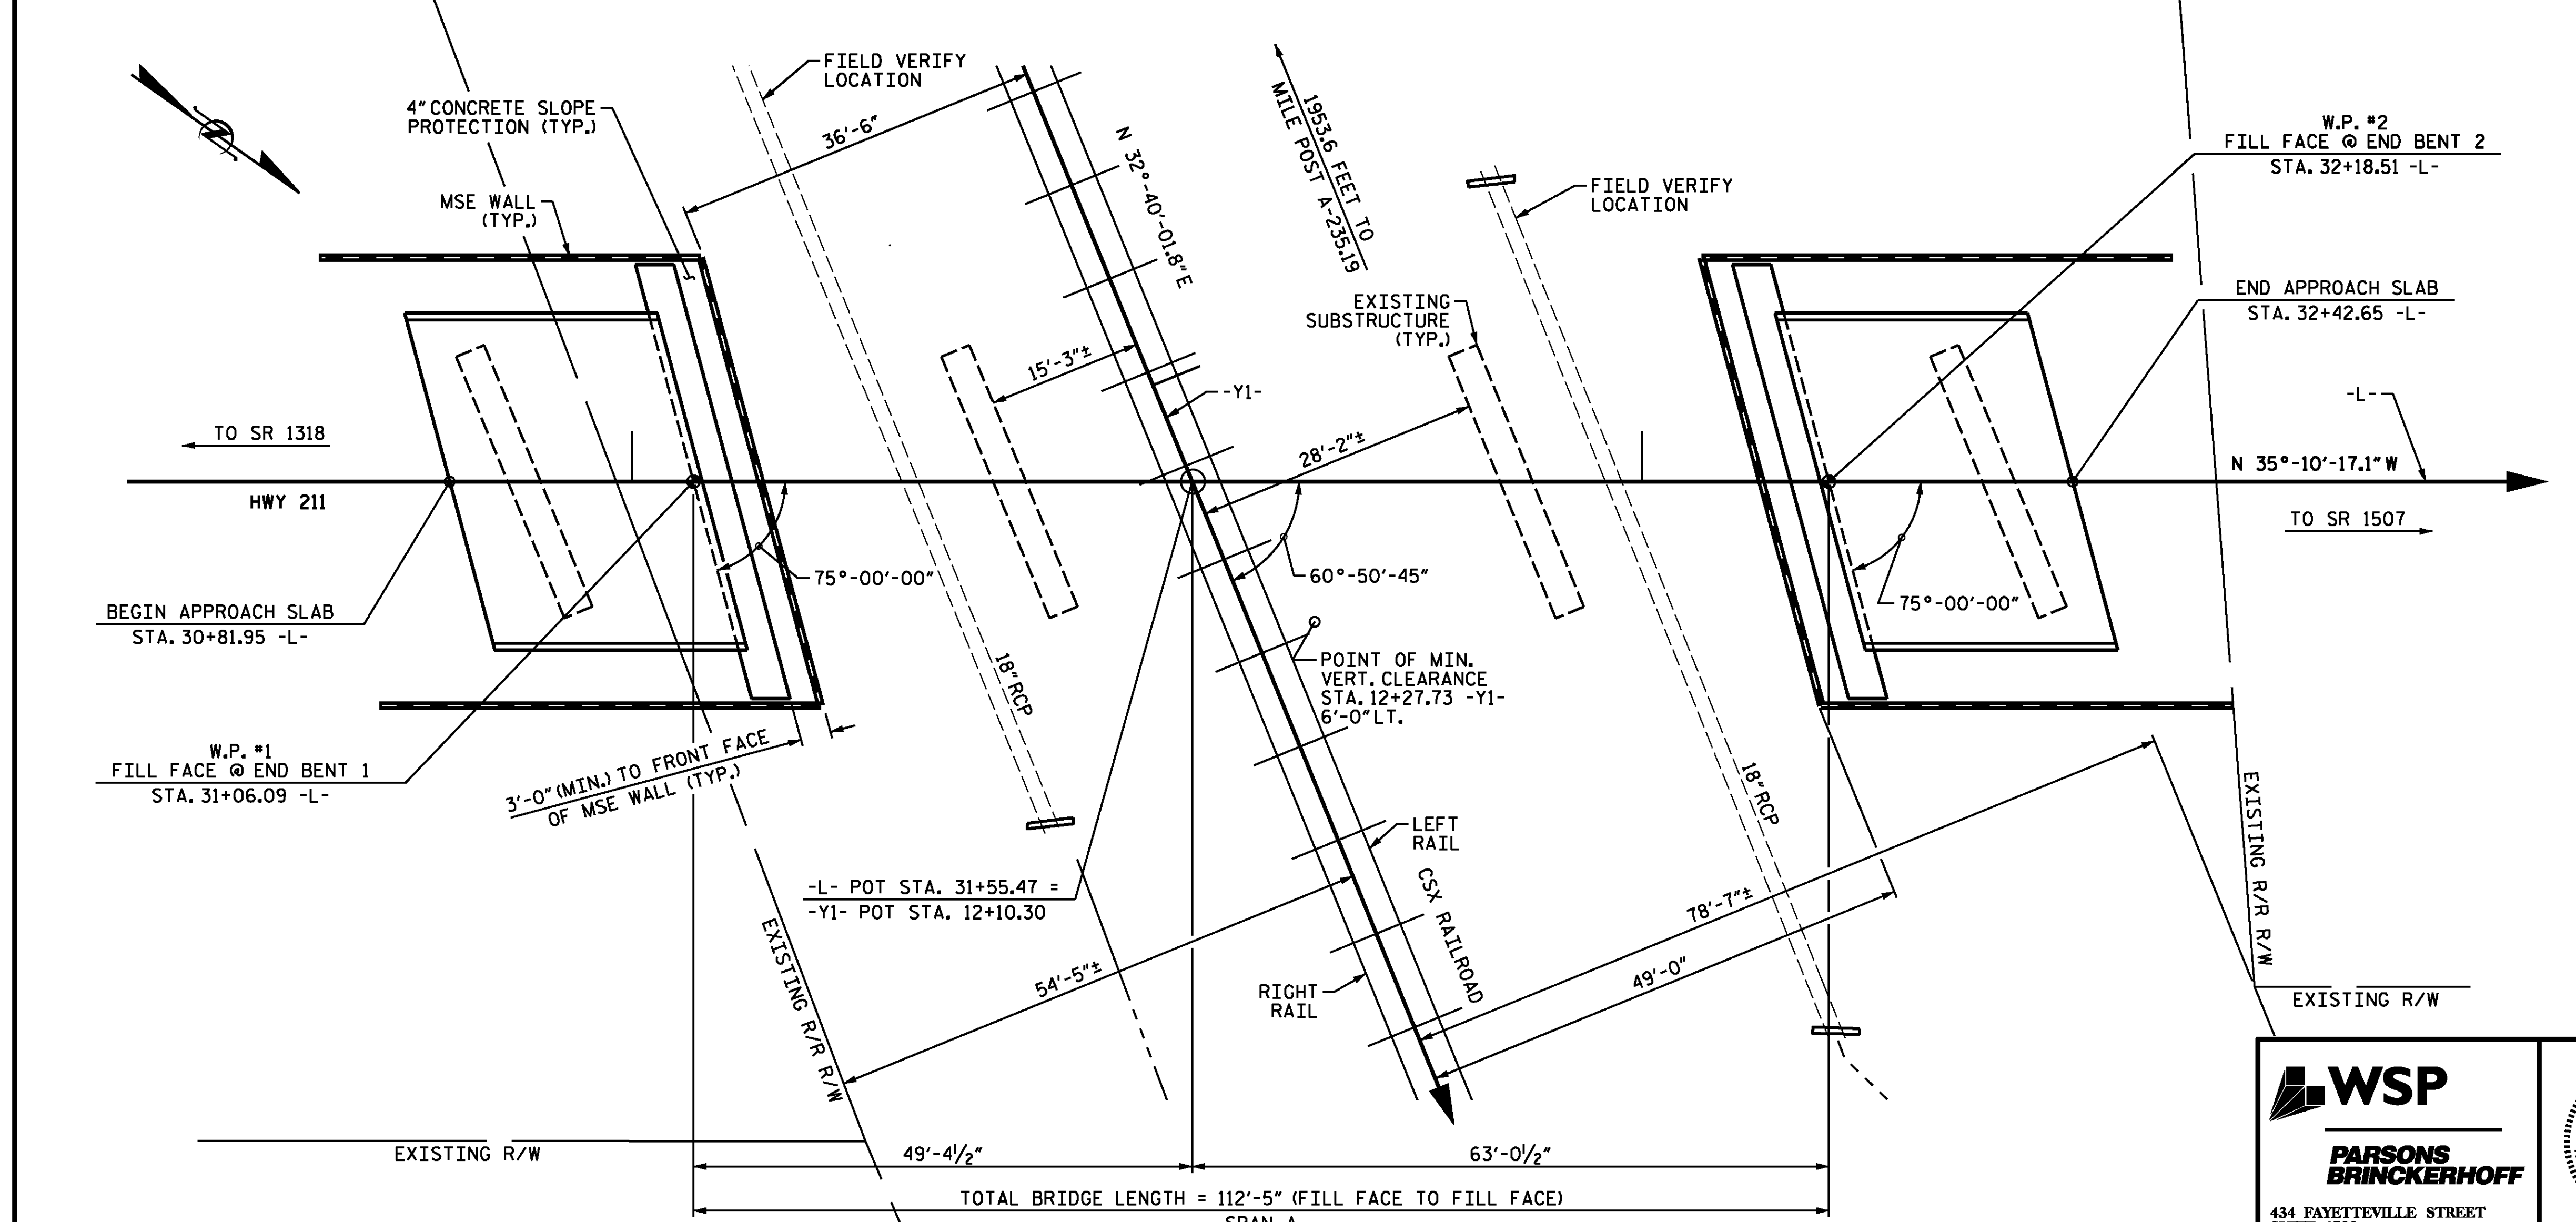 FIELD VERIFY
LOCATION
4" CONCRETE SLOPE
PROTECTION (TYP.)
36'-6"
MSE WALL
(TYP.)
N 32°-40'-01.8" E
1953.6 FEET TO
MILE POST A-235.19
FIELD VERIFY
LOCATION
W.P. #2
FILL FACE @ END BENT 2
STA. 32+18.51 -L-
END APPROACH SLAB
STA. 32+42.65 -L-
EXISTING
SUBSTRUCTURE
(TYP.)
15'-3"±
-Y1-
28'-2"±
TO SR 1318
HWY 211
-L-
N 35°-10'-17.1" W
TO SR 1507
75°-00'-00"
60°-50'-45"
75°-00'-00"
BEGIN APPROACH SLAB
STA. 30+81.95 -L-
W.P. #1
FILL FACE @ END BENT 1
STA. 31+06.09 -L-
3'-0" (MIN.) TO FRONT FACE
OF MSE WALL (TYP.)
18" RCP
POINT OF MIN.
VERT. CLEARANCE
STA. 12+27.73 -Y1-
6'-0" LT.
18" RCP
LEFT
RAIL
CSX RAILROAD
-L- POT STA. 31+55.47 =
-Y1- POT STA. 12+10.30
EXISTING R/R R/W
54'-5"±
RIGHT
RAIL
78'-7"±
49'-0"
EXISTING R/R R/W
EXISTING R/W
EXISTING R/W
49'-4½"
63'-0½"
TOTAL BRIDGE LENGTH = 112'-5" (FILL FACE TO FILL FACE)
SPAN A
WSP
PARSONS
BRINCKERHOFF
434 FAYETTEVILLE STREET